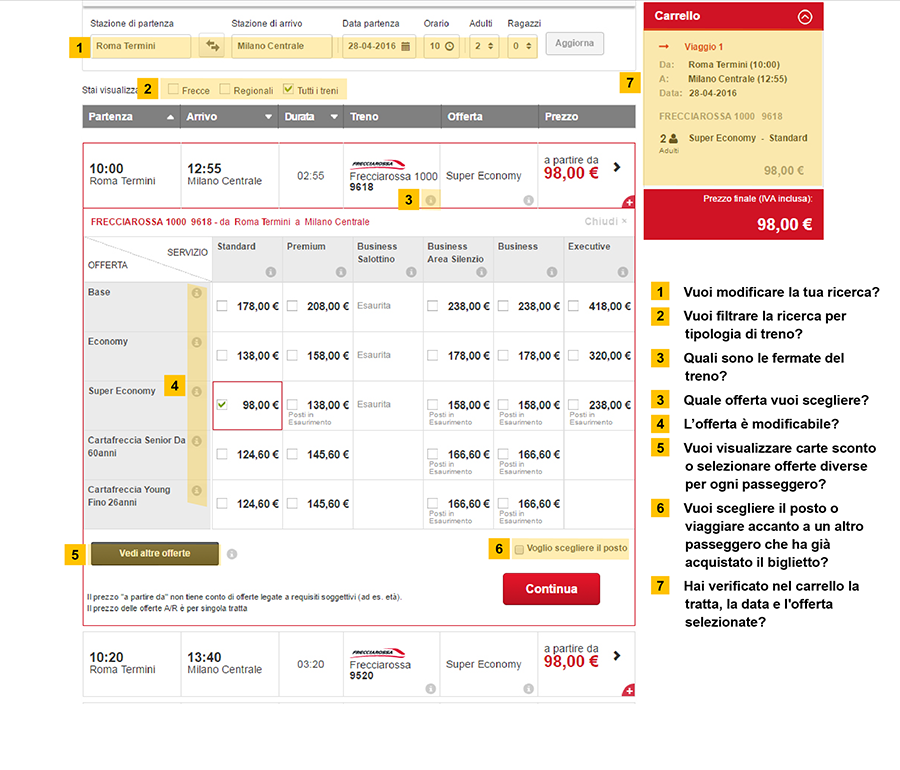 Stazione di partenza Stazione di arrivo Data partenza Orario Adulti Ragazzi
1 Roma Termini Milano Centrale 28-04-2016 10 2 0 Aggiorna
Stai visualizza 2 Frecce Regionali Tutti i treni
Partenza Arrivo Durata Treno Offerta Prezzo
10:00 12:55 02:55 FRECCIAROSSA Frecciarossa 1000 Super Economy a partire da
Roma Termini Milano Centrale 9618 98,00 €
3
FRECCIAROSSA 1000 9618 - da Roma Termini a Milano Centrale Chiudi ×
SERVIZIO
OFFERTA
Standard Premium Business Business Business Executive
Salottino Area Silenzio
Base 178,00 € 208,00 € Esaurita 238,00 € 238,00 € 418,00 €
Economy 138,00 € 158,00 € Esaurita 178,00 € 178,00 € 320,00 €
Super Economy 4 98,00 € 138,00 € Esaurita 158,00 € 158,00 € 238,00 €
Posti in Posti in Posti in Posti in
Esaurimento Esaurimento Esaurimento Esaurimento
Cartafreccia Senior Da 124,60 € 145,60 € 166,60 € 166,60 €
60anni Posti in Posti in
Esaurimento Esaurimento
Cartafreccia Young 124,60 € 145,60 € 166,60 € 166,60 €
Fino 26anni Posti in Posti in
Esaurimento Esaurimento
5 Vedi altre offerte 6 Voglio scegliere il posto
Continua
Il prezzo "a partire da" non tiene conto di offerte legate a requisiti soggettivi (ad es. età).
Il prezzo delle offerte A/R è per singola tratta
10:20 13:40 03:20 FRECCIAROSSA Frecciarossa Super Economy a partire da
Roma Termini Milano Centrale 9520 98,00 €
7
Carrello
Viaggio 1
Da: Roma Termini (10:00)
A: Milano Centrale (12:55)
Data: 28-04-2016
FRECCIAROSSA 1000 9618
2 Super Economy - Standard
Adulti
98,00 €
Prezzo finale (IVA inclusa):
98,00 €
1 Vuoi modificare la tua ricerca?
2 Vuoi filtrare la ricerca per
tipologia di treno?
3 Quali sono le fermate del
treno?
3 Quale offerta vuoi scegliere?
4 L'offerta è modificabile?
5 Vuoi visualizzare carte sconto
o selezionare offerte diverse
per ogni passeggero?
6 Vuoi scegliere il posto o
viaggiare accanto a un altro
passeggero che ha già
acquistato il biglietto?
7 Hai verificato nel carrello la
tratta, la data e l'offerta
selezionate?